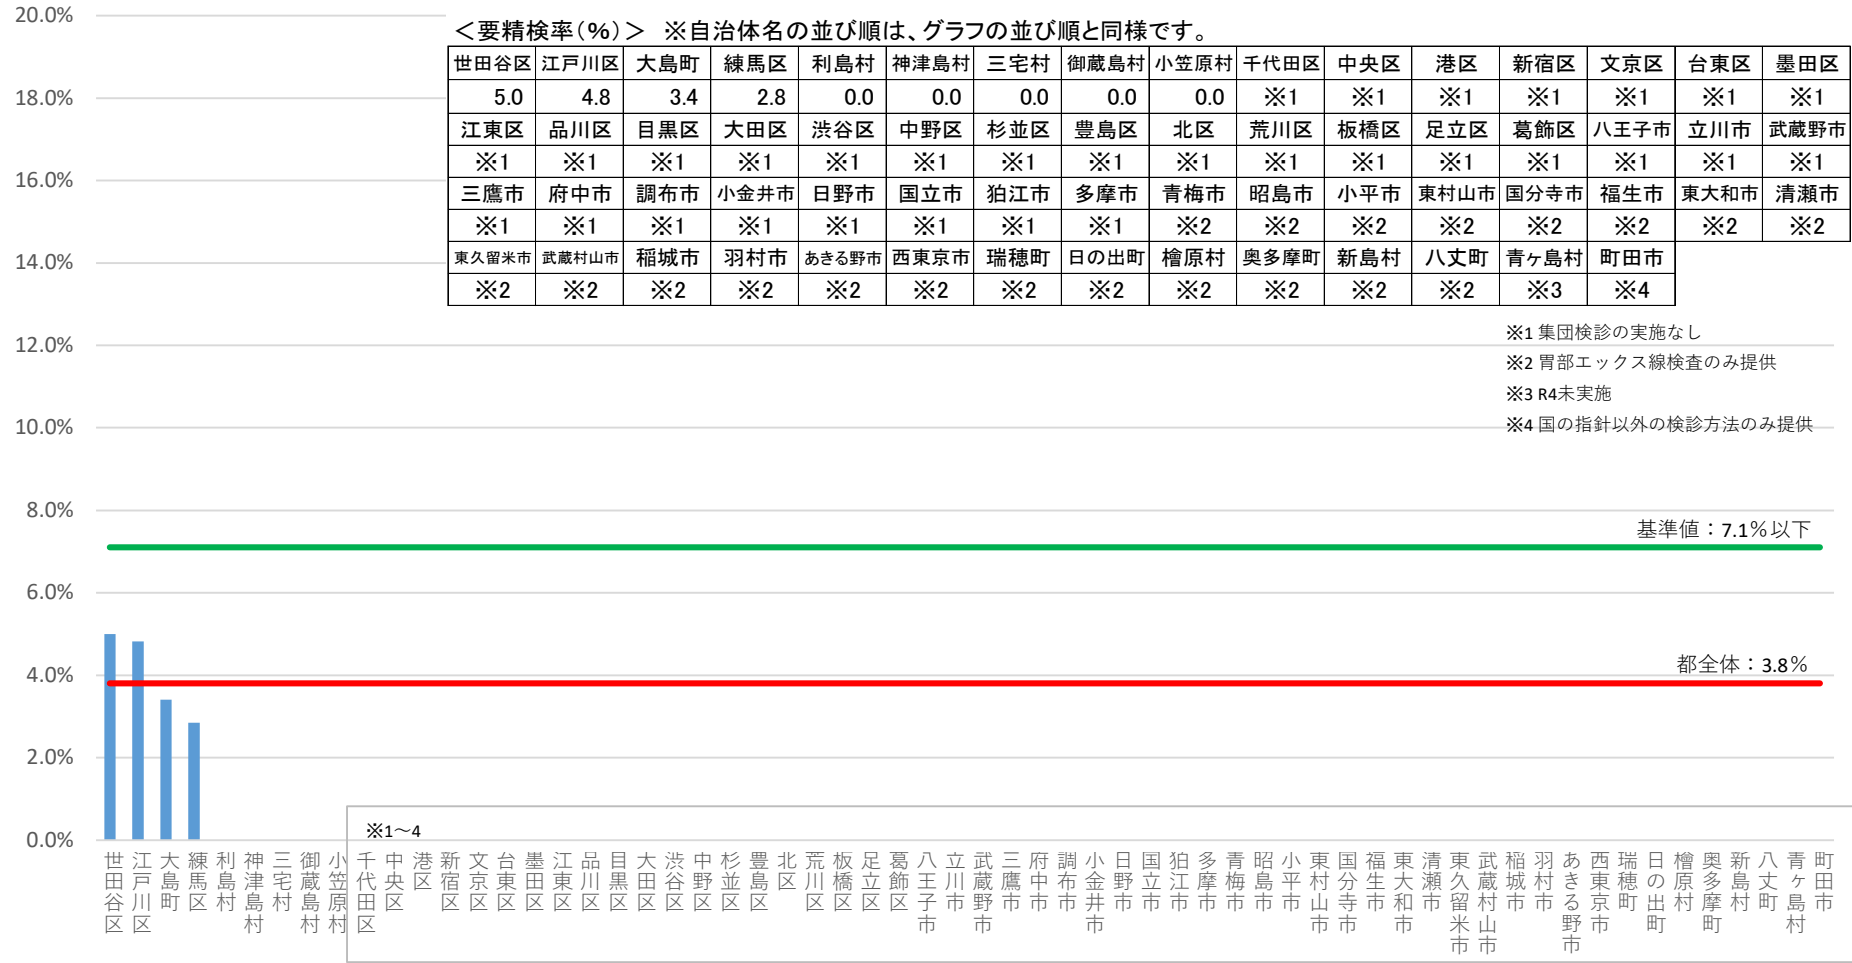 ＜要精検率（%）＞ ※自治体名の並び順は、グラフの並び順と同様です。
世田谷区 江戸川区 大島町 練馬区 利島村 神津島村 三宅村 御蔵島村 小笠原村 千代田区 中央区 港区 新宿区 文京区 台東区 墨田区
5.0 4.8 3.4 2.8 0.0 0.0 0.0 0.0 0.0 ※1 ※1 ※1 ※1 ※1 ※1 ※1
江東区 品川区 目黒区 大田区 渋谷区 中野区 杉並区 豊島区 北区 荒川区 板橋区 足立区 葛飾区 八王子市 立川市 武蔵野市
※1 ※1 ※1 ※1 ※1 ※1 ※1 ※1 ※1 ※1 ※1 ※1 ※1 ※1 ※1 ※1
三鷹市 府中市 調布市 小金井市 日野市 国立市 狛江市 多摩市 青梅市 昭島市 小平市 東村山市 国分寺市 福生市 東大和市 清瀬市
※1 ※1 ※1 ※1 ※1 ※1 ※1 ※1 ※2 ※2 ※2 ※2 ※2 ※2 ※2 ※2
東久留米市 武蔵村山市 稲城市 羽村市 あきる野市 西東京市 瑞穂町 日の出町 檜原村 奥多摩町 新島村 八丈町 青ヶ島村 町田市
※2 ※2 ※2 ※2 ※2 ※2 ※2 ※2 ※2 ※2 ※2 ※2 ※3 ※4
※1 集団検診の実施なし
※2 胃部エックス線検査のみ提供
※3 R4未実施
※4 国の指針以外の検診方法のみ提供
20.0%
18.0%
16.0%
14.0%
12.0%
10.0%
8.0%
6.0%
4.0%
2.0%
0.0%
基準値：7.1%以下
都全体：3.8%
※1～4
世田谷区
江戸川区
大島町
練馬区
利島村
神津島村
三宅村
御蔵島村
小笠原村
千代田区
中央区
港区
新宿区
文京区
台東区
墨田区
江東区
品川区
目黒区
大田区
渋谷区
中野区
杉並区
豊島区
北区
荒川区
板橋区
足立区
葛飾区
八王子市
立川市
武蔵野市
三鷹市
府中市
調布市
小金井市
日野市
国立市
狛江市
多摩市
青梅市
昭島市
小平市
東村山市
国分寺市
福生市
東大和市
清瀬市
東久留米市
武蔵村山市
稲城市
羽村市
あきる野市
西東京市
瑞穂町
日の出町
檜原村
奥多摩町
新島村
八丈町
青ヶ島村
町田市